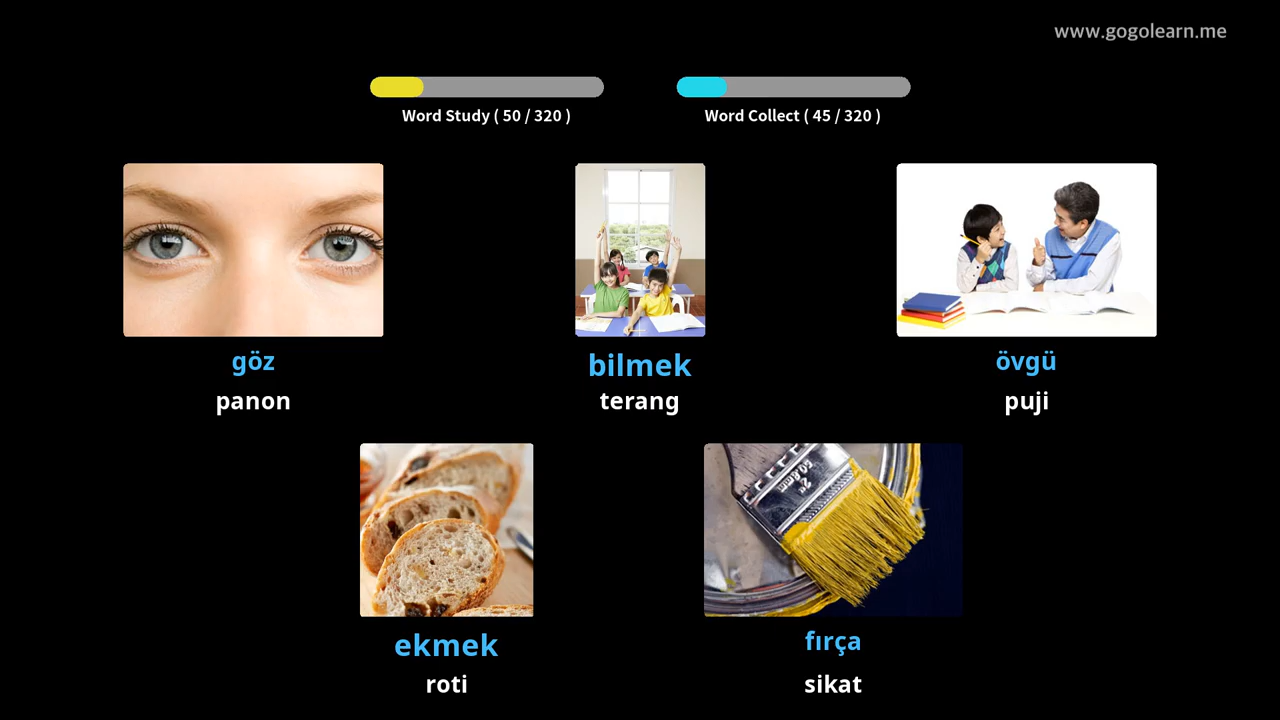 www.gogolearn.me
Word Study ( 50 / 320 )
Word Collect ( 45 / 320 )
göz
bilmek
övgü
panon
terang
puji
ekmek
fırça
roti
sikat